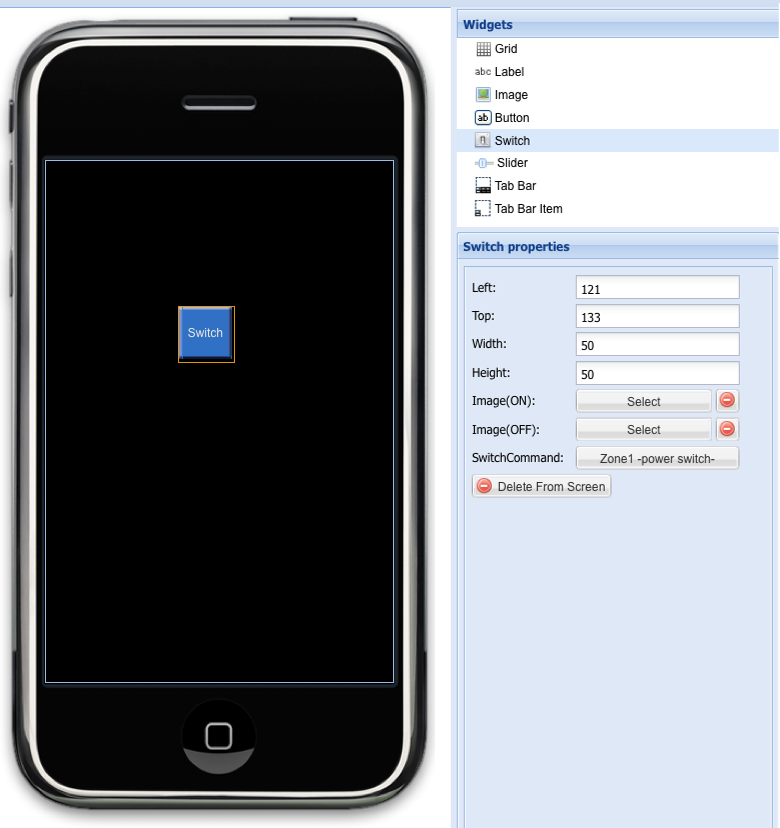 Switch
Widgets
Grid
abc Label
Image
ab Button
Switch
Slider
Tab Bar
Tab Bar Item
Switch properties
Left: 121
Top: 133
Width: 50
Height: 50
Image(ON): Select
Image(OFF): Select
SwitchCommand: Zone1 -power switch-
Delete From Screen